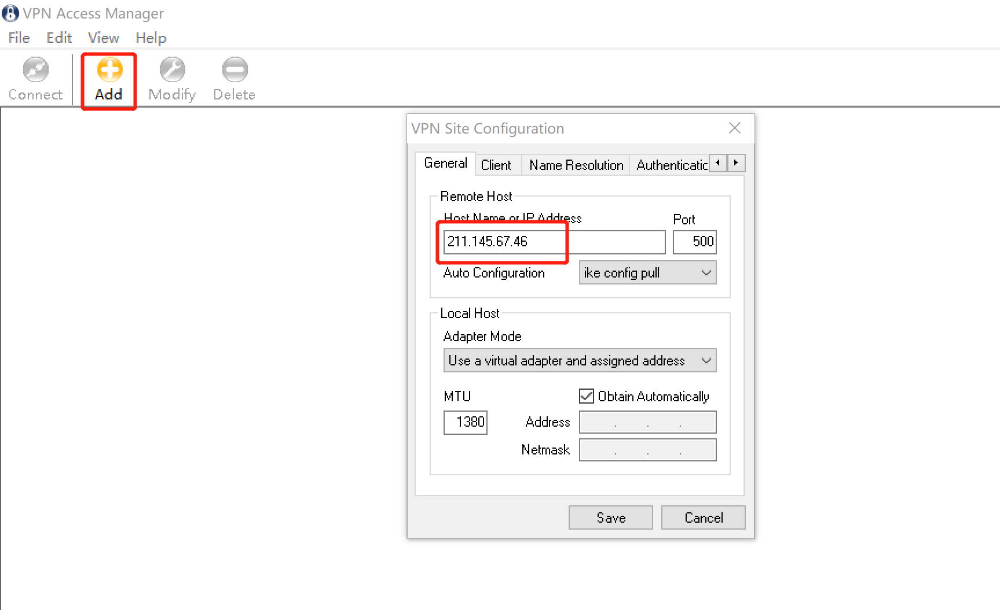 VPN Access Manager
File Edit View Help
Connect Add Modify Delete
VPN Site Configuration
General Client Name Resolution Authenticatic
Remote Host
Host Name or IP Address Port
211.145.67.46 500
Auto Configuration ike config pull
Local Host
Adapter Mode
Use a virtual adapter and assigned address
MTU Obtain Automatically
1380 Address . . .
Netmask . . .
Save Cancel